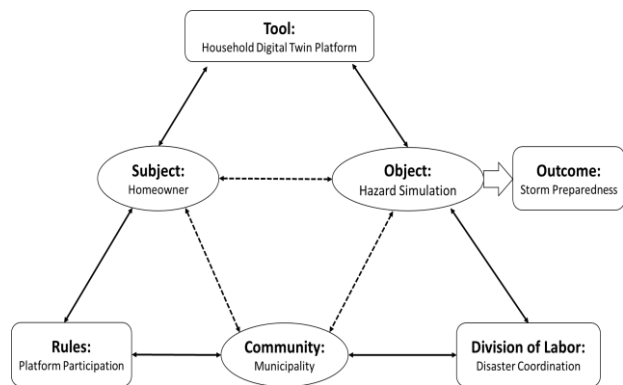 Tool:
Household Digital Twin Platform
Subject:
Homeowner
Object:
Hazard Simulation
Outcome:
Storm Preparedness
Rules:
Platform Participation
Community:
Municipality
Division of Labor:
Disaster Coordination